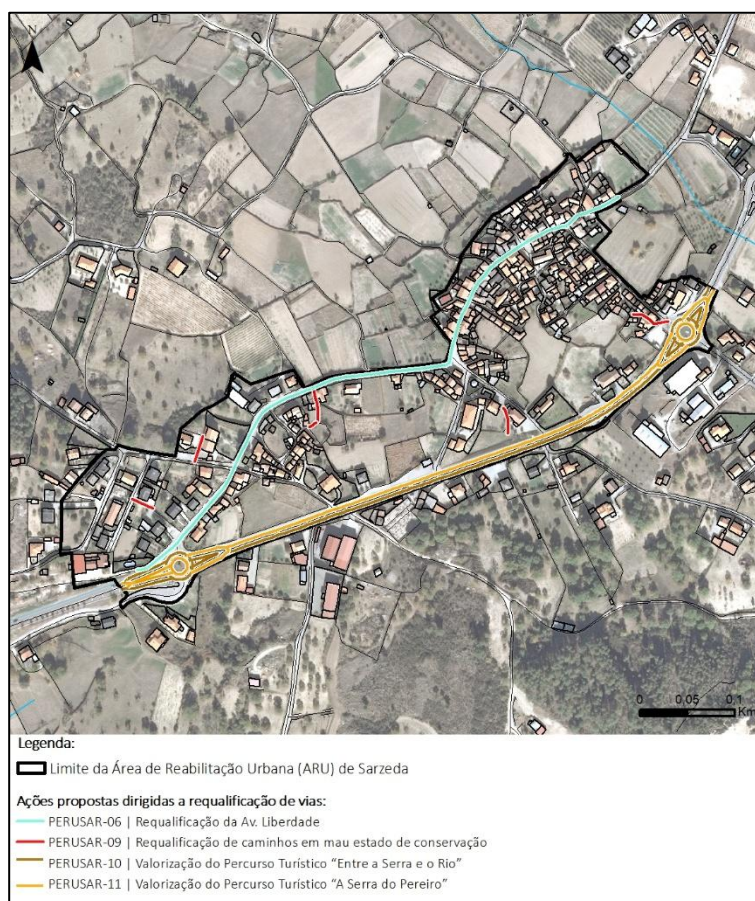 N
0 0,05 0,1
Km
Legenda:
Limite da Área de Reabilitação Urbana (ARU) de Sarzeda
Ações propostas dirigidas a requalificação de vias:
PERUSAR-06 | Requalificação da Av. Liberdade
PERUSAR-09 | Requalificação de caminhos em mau estado de conservação
PERUSAR-10 | Valorização do Percurso Turístico “Entre a Serra e o Rio”
PERUSAR-11 | Valorização do Percurso Turístico “A Serra do Pereiro”